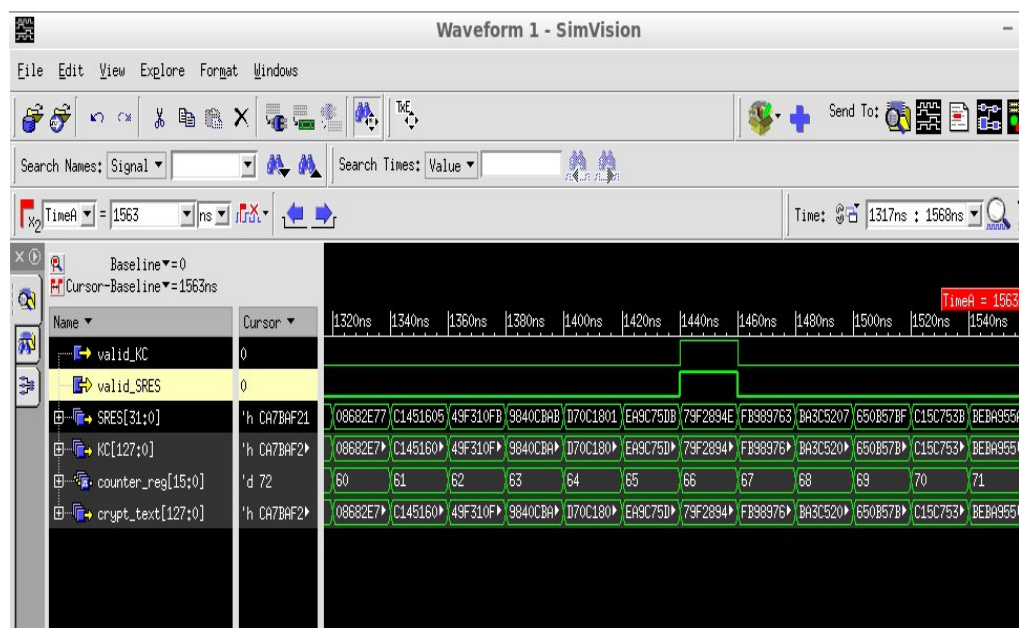 Waveform 1 - SimVision
File Edit View Explore Format Windows
TxE
Send To:
Search Names: Signal Search Times: Value
x2 TimeA = 1563 ns Time: 1317ns : 1568ns
Baseline=0
Cursor-Baseline=1563ns
TimeA = 1563
Name Cursor 1320ns 1340ns 1360ns 1380ns 1400ns 1420ns 1440ns 1460ns 1480ns 1500ns 1520ns 1540ns
valid_KC 0
valid_SRES 0
SRES[31:0] 'h CA7BAF21 08682E77 C1451605 49F310FB 9840CBAB D70C1801 EA9C75DB 79F2894E FB989763 BA3C5207 650B57BF C15C753B BEBA955A
KC[127:0] 'h CA7BAF2 08682E7 C145160 49F310F 9840CBA D70C180 EA9C75D 79F2894 FB98976 BA3C520 650B57B C15C753 BEBA955
counter_reg[15:0] 'd 72 60 61 62 63 64 65 66 67 68 69 70 71
crypt_text[127:0] 'h CA7BAF2 08682E7 C145160 49F310F 9840CBA D70C180 EA9C75D 79F2894 FB98976 BA3C520 650B57B C15C753 BEBA955